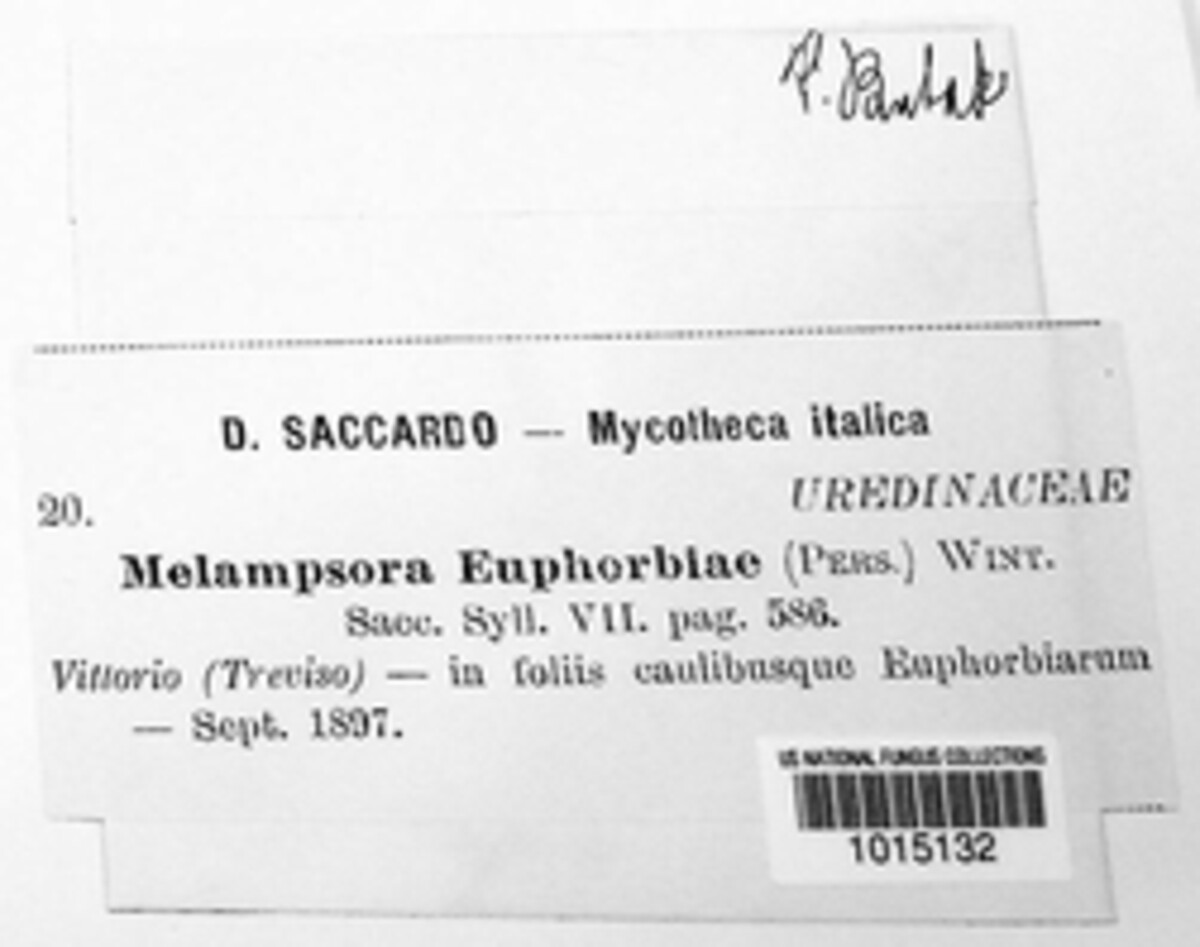 D. SACCARDO — Mycotheca italica
20.
UREDINACEAE
Melampsora Euphorbiae (PERS.) WINT.
Sacc. Syll. VII. pag. 586.
Vittorio (Treviso) — in foliis caulibusque Euphorbiarum
— Sept. 1897.
US NATIONAL FUNGUS COLLECTIONS
1015132